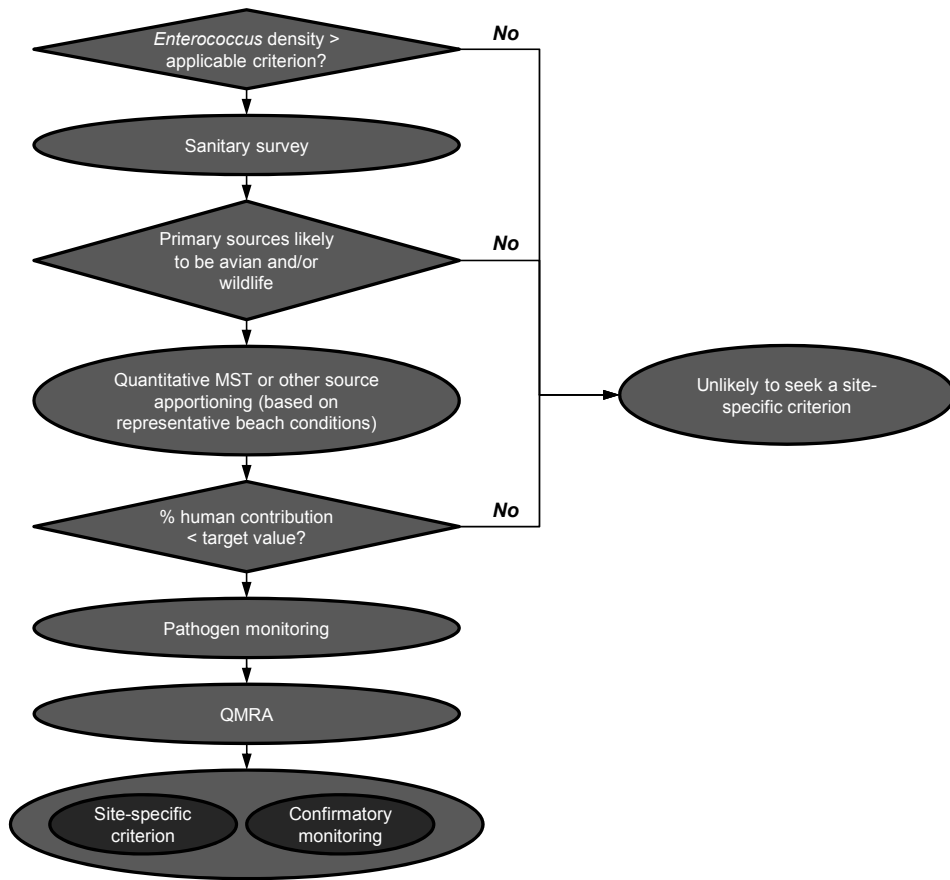 Enterococcus density >
applicable criterion?
No
Sanitary survey
Primary sources likely
to be avian and/or
wildlife
No
Quantitative MST or other source
apportioning (based on
representative beach conditions)
Unlikely to seek a site-
specific criterion
% human contribution
< target value?
No
Pathogen monitoring
QMRA
Site-specific
criterion
Confirmatory
monitoring